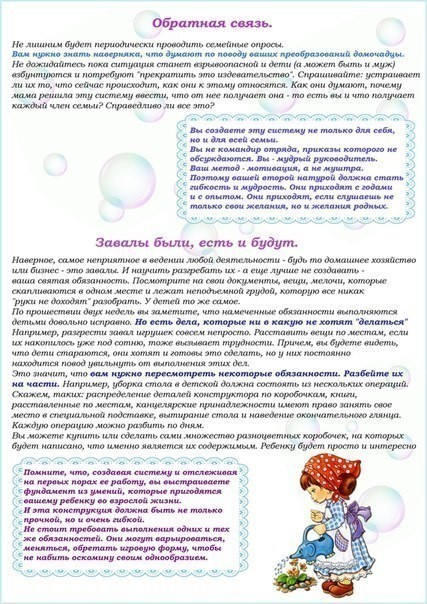 Обратная связь.
Не лишним будет периодически проводить семейные опросы.
Вам нужно знать наверняка, что думают по поводу ваших преобразований домочадцы.
Не дожидайтесь пока ситуация станет взрывоопасной и дети (а может быть и муж)
взбунтуются и потребуют "прекратить это издевательство". Спрашивайте: устраивает
ли их то, что сейчас происходит, как они к этому относятся. Как они думают, почему
мама решила эту систему ввести, что от нее получает она - то есть вы и что получает
каждый член семьи? Справедливо ли все это?
Вы создаете эту систему не только для себя,
но и для всей семьи.
Вы не командир отряда, приказы которого не
обсуждаются. Вы - мудрый руководитель.
Ваш метод - мотивация, а не муштра.
Поэтому вашей второй натурой должна стать
гибкость и мудрость. Они приходят с годами
и с опытом. Они приходят, если слушаешь не
только свои желания, но и желания родных.
Завалы были, есть и будут.
Наверное, самое неприятное в ведении любой деятельности - будь то домашнее хозяйство
или бизнес - это завалы. И научить разгребать их - а еще лучше не создавать -
ваша святая обязанность. Посмотрите на свои документы, вещи, мелочи, которые
скапливаются в одном месте и лежат неподъемной грудой, которую все никак
"руки не доходят" разобрать. У детей то же самое.
По прошествии двух недель вы заметите, что намеченные обязанности выполняются
детьми довольно исправно. Но есть дела, которые ни в какую не хотят "делаться"
Например, разгрести завал игрушек совсем непросто. Расставить вещи по местам, если
их накопилось уже под сотню, тоже вызывает трудности. Причем, вы будете видеть,
что дети стараются, они хотят и готовы это сделать, но у них постоянно
находится повод увильнуть от выполнения этих дел.
Это значит, что вам нужно пересмотреть некоторые обязанности. Разбейте их
на части. Например, уборка стола в детской должна состоять из нескольких операций.
Скажем, таких: распределение деталей конструктора по коробочкам, книги,
расставленные по местам, канцелярские принадлежности имеют право занять свое
место в специальной подставке, вытирание стола и наведение окончательного глянца.
Каждую операцию можно разбить по дням.
Вы можете купить или сделать сами множество разноцветных коробочек, на которых
будет написано, что именно является их содержимым. Ребенку будет просто и интересно
Помните, что, создавая систему и отслеживая
на первых порах ее работу, вы выстраиваете
фундамент из умений, которые пригодятся
вашему ребенку во взрослой жизни.
И эта конструкция должна быть не только
прочной, но и очень гибкой.
Не стоит требовать выполнения одних и тех
же обязанностей. Они могут варьироваться,
меняться, обретать игровую форму, чтобы
не набить оскомину своим однообразием.